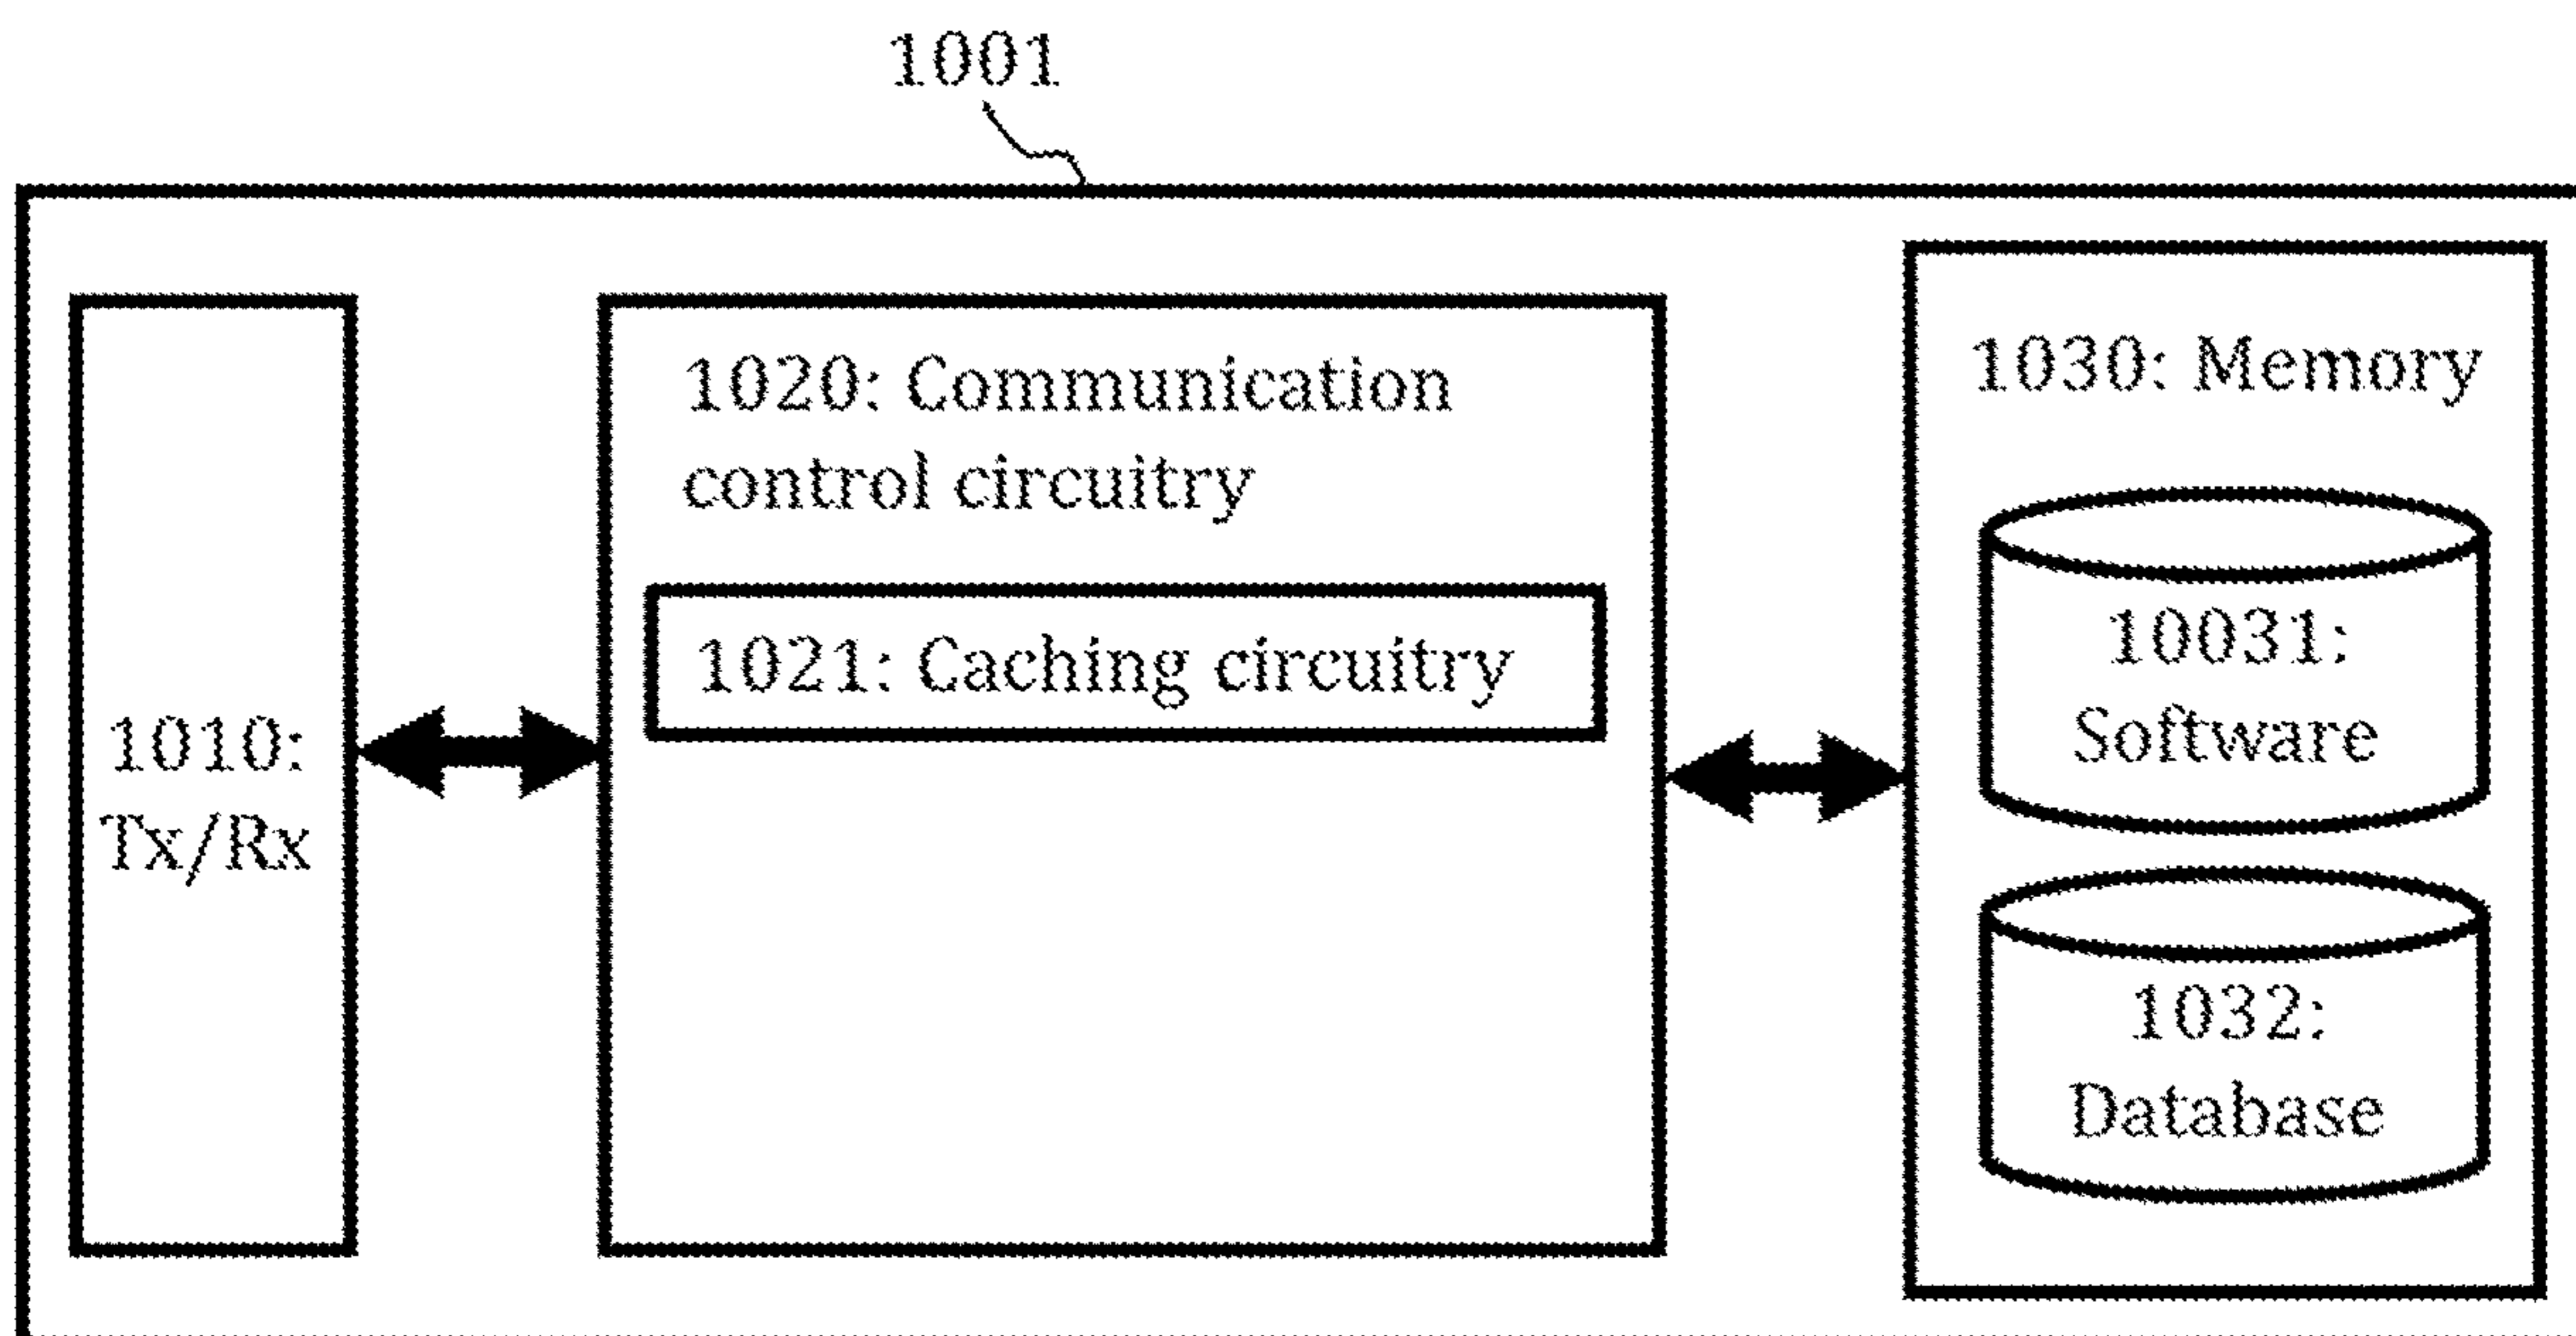 1001
1010:
Tx/Rx
1020: Communication
control circuitry
1021: Caching circuitry
1030: Memory
10031:
Software
1032:
Database